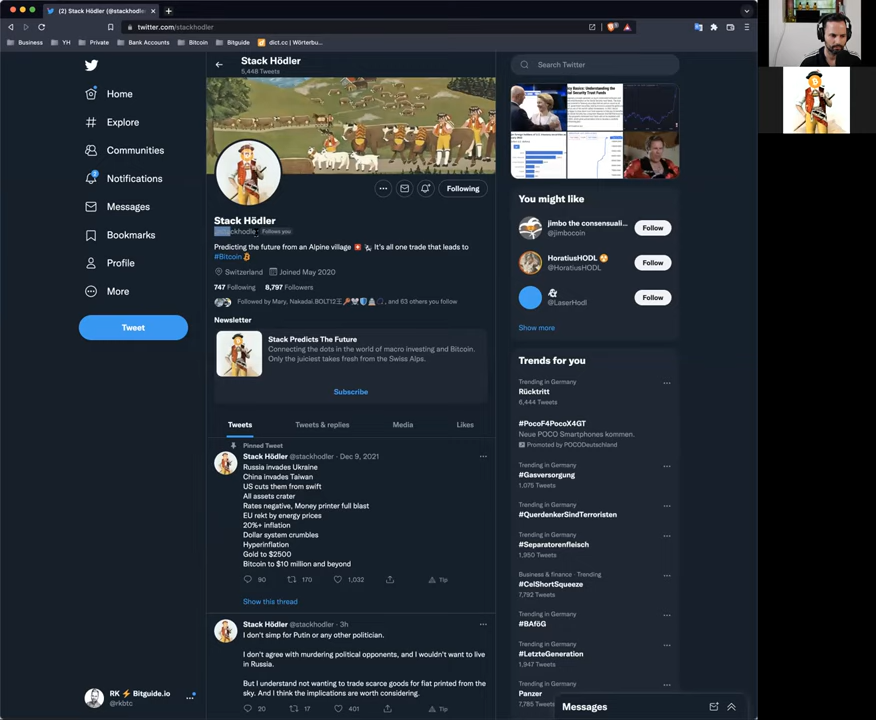 (2) Stack Hödler (@stackhodle
twitter.com/stackhodler
Business
YH
Private
Bank Accounts
Bitcoin
Bitguide
dict.cc | Wörterbu...
Home
Explore
Communities
2
Notifications
Messages
Bookmarks
Profile
More
Tweet
RK ⚡ Bitguide.io
@rkbtc
Stack Hödler
5,448 Tweets
Following
Stack Hödler
@stackhodler Follows you
Predicting the future from an Alpine village 🇨🇭 🐄 It's all one trade that leads to
#Bitcoin
Switzerland Joined May 2020
747 Following 8,797 Followers
Followed by Mary, Nakadai.BOLT12王, and 63 others you follow
Newsletter
Stack Predicts The Future
Connecting the dots in the world of macro investing and Bitcoin.
Only the juiciest takes fresh from the Swiss Alps.
Subscribe
Tweets Tweets & replies Media Likes
Pinned Tweet
Stack Hödler @stackhodler · Dec 9, 2021
Russia invades Ukraine
China invades Taiwan
US cuts them from swift
All assets crater
Rates negative, Money printer full blast
EU rekt by energy prices
20%+ inflation
Dollar system crumbles
Hyperinflation
Gold to $2500
Bitcoin to $10 million and beyond
90 170 1,032 Tip
Show this thread
Stack Hödler @stackhodler · 3h
I don't simp for Putin or any other politician.
I don't agree with murdering political opponents, and I wouldn't want to live
in Russia.
But I understand not wanting to trade scarce goods for fiat printed from the
sky. And I think the implications are worth considering.
20 17 401 Tip
Search Twitter
You might like
jimbo the consensuali...
@jimbocoin
Follow
HoratiusHODL
@HoratiusHODL
Follow
@LaserHodl
Follow
Show more
Trends for you
Trending in Germany
Rücktritt
6,444 Tweets
#PocoF4PocoX4GT
Neue POCO Smartphones kommen.
Promoted by POCODeutschland
Trending in Germany
#Gasversorgung
1,075 Tweets
Trending in Germany
#QuerdenkerSindTerroristen
Trending in Germany
#Separatorenfleisch
1,950 Tweets
Business & finance · Trending
#CelShortSqueeze
7,792 Tweets
Trending in Germany
#BAföG
Trending in Germany
#LetzteGeneration
1,947 Tweets
Trending in Germany
Panzer
7,785 Tweets
Messages